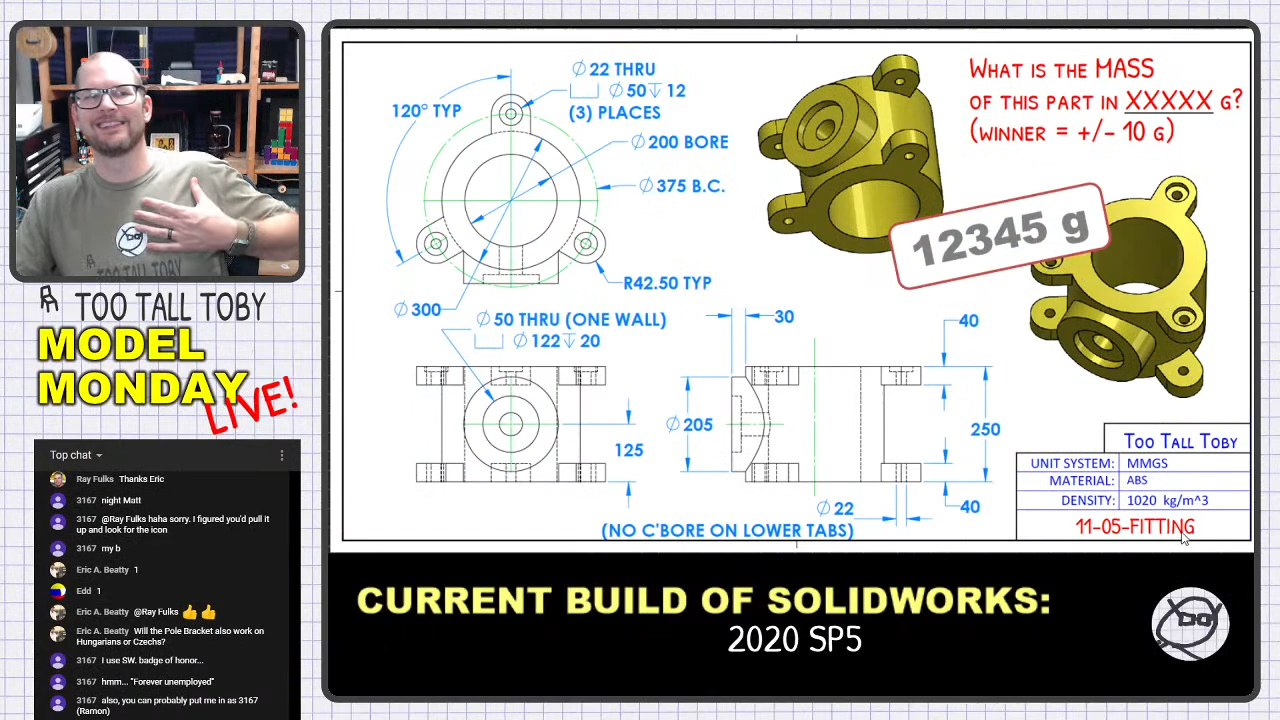 TOO TALL TOBY
TOO TALL TOBY
MODEL
MONDAY
LIVE!
Top chat
Ray Fulks Thanks Eric
3167 night Matt
3167 @Ray Fulks haha sorry. I figured you'd pull it
up and look for the icon
3167 my b
Eric A. Beatty 1
Edd 1
Eric A. Beatty @Ray Fulks 👍👍
Eric A. Beatty Will the Pole Bracket also work on
Hungarians or Czechs?
3167 I use SW. badge of honor...
3167 hmm... "Forever unemployed"
3167 also, you can probably put me in as 3167
(Ramon)
120° TYP
Ø 22 THRU
⌴ Ø 50 ↧ 12
(3) PLACES
Ø 200 BORE
Ø 375 B.C.
R42.50 TYP
Ø 300
Ø 50 THRU (ONE WALL)
⌴ Ø 122 ↧ 20
125
30
40
Ø 205
250
Ø 22
40
(NO C'BORE ON LOWER TABS)
WHAT IS THE MASS
OF THIS PART IN XXXXX G?
(WINNER = +/- 10 G)
12345 g
TOO TALL TOBY
UNIT SYSTEM: MMGS
MATERIAL: ABS
DENSITY: 1020 kg/m^3
11-05-FITTING
CURRENT BUILD OF SOLIDWORKS:
2020 SP5